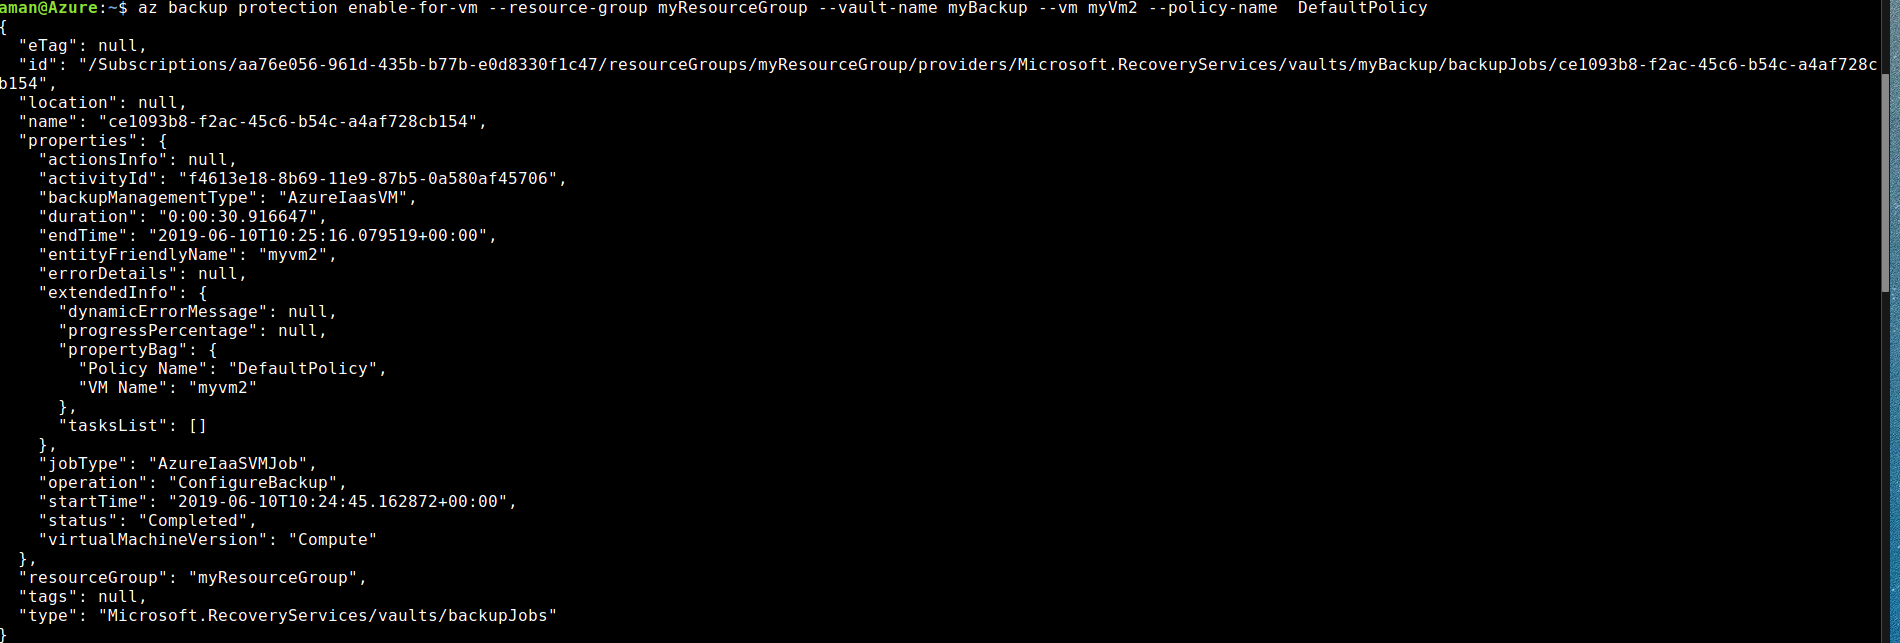 aman@Azure:~$ az backup protection enable-for-vm --resource-group myResourceGroup --vault-name myBackup --vm myVm2 --policy-name  DefaultPolicy
{
  "eTag": null,
  "id": "/Subscriptions/aa76e056-961d-435b-b77b-e0d8330f1c47/resourceGroups/myResourceGroup/providers/Microsoft.RecoveryServices/vaults/myBackup/backupJobs/ce1093b8-f2ac-45c6-b54c-a4af728c
b154",
  "location": null,
  "name": "ce1093b8-f2ac-45c6-b54c-a4af728cb154",
  "properties": {
    "actionsInfo": null,
    "activityId": "f4613e18-8b69-11e9-87b5-0a580af45706",
    "backupManagementType": "AzureIaasVM",
    "duration": "0:00:30.916647",
    "endTime": "2019-06-10T10:25:16.079519+00:00",
    "entityFriendlyName": "myvm2",
    "errorDetails": null,
    "extendedInfo": {
      "dynamicErrorMessage": null,
      "progressPercentage": null,
      "propertyBag": {
        "Policy Name": "DefaultPolicy",
        "VM Name": "myvm2"
      },
      "tasksList": []
    },
    "jobType": "AzureIaaSVMJob",
    "operation": "ConfigureBackup",
    "startTime": "2019-06-10T10:24:45.162872+00:00",
    "status": "Completed",
    "virtualMachineVersion": "Compute"
  },
  "resourceGroup": "myResourceGroup",
  "tags": null,
  "type": "Microsoft.RecoveryServices/vaults/backupJobs"
}